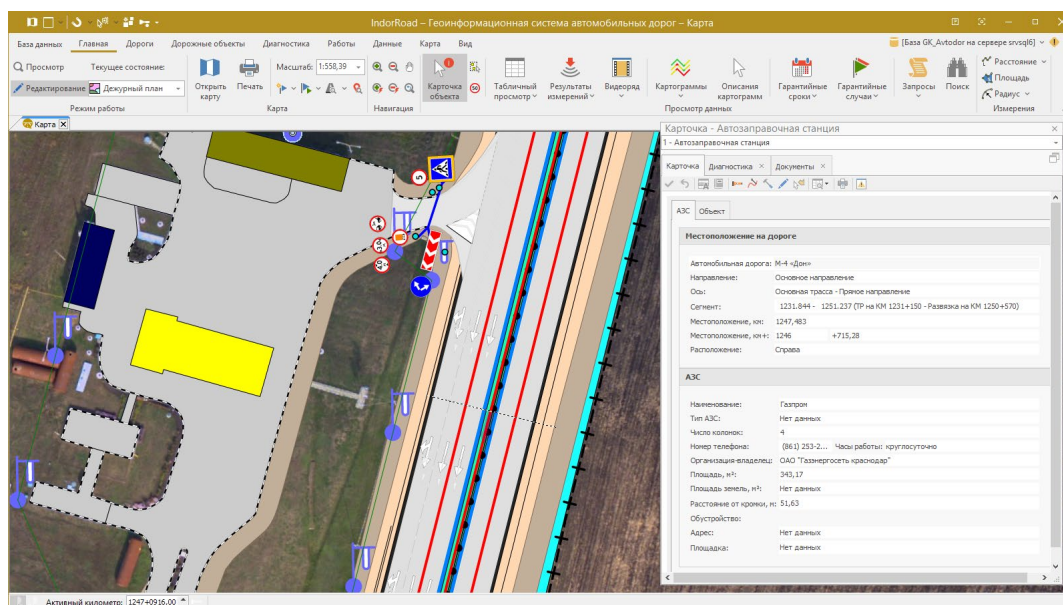 IndorRoad – Геоинформационная система автомобильных дорог – Карта
База данных Главная Дороги Дорожные объекты Диагностика Работы Данные Карта Вид [База GK_Avtodor на сервере srvsql6]
Просмотр Текущее состояние:
Редактирование Дежурный план
Режим работы
Открыть карту
Печать
Масштаб: 1:558,39
Карта
Навигация
Карточка объекта
50
Табличный просмотр
Результаты измерений
Видеоряд
Картограммы
Описания картограмм
Просмотр данных
Гарантийные сроки
Гарантийные случаи
Запросы
Поиск
Расстояние
Площадь
Радиус
Измерения
Карта
5
Карточка - Автозаправочная станция
1 - Автозаправочная станция
Карточка Диагностика Документы
АЗС Объект
Местоположение на дороге
Автомобильная дорога: М-4 «Дон»
Направление: Основное направление
Ось: Основная трасса - Прямое направление
Сегмент: 1231.844 - 1251.237 (ТР на КМ 1231+150 - Развязка на КМ 1250+570)
Местоположение, км: 1247,483
Местоположение, км+: 1246 +715,28
Расположение: Справа
АЗС
Наименование: Газпром
Тип АЗС: Нет данных
Число колонок: 4
Номер телефона: (861) 253-2... Часы работы: круглосуточно
Организация-владелец: ОАО "Газэнергосеть краснодар"
Площадь, м²: 343,17
Площадь земель, м²: Нет данных
Расстояние от кромки, м: 51,63
Обустройство:
Адрес: Нет данных
Площадка: Нет данных
Активный километр: 1247+0916,00